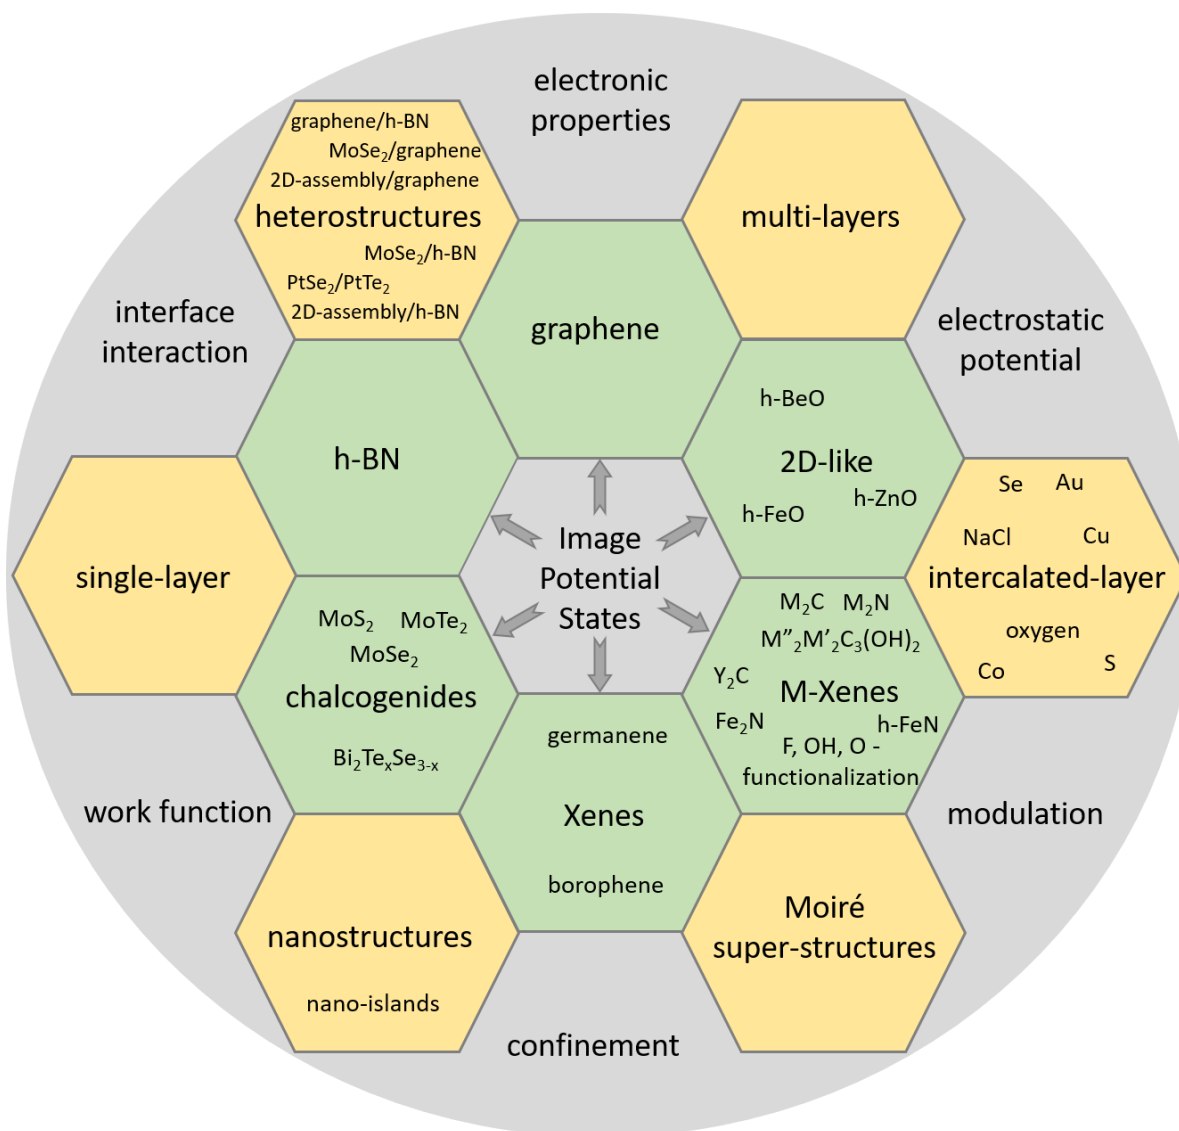 electronic
properties
graphene/h-BN
MoSe₂/graphene
2D-assembly/graphene
heterostructures
MoSe₂/h-BN
PtSe₂/PtTe₂
2D-assembly/h-BN
multi-layers
interface
interaction
graphene
electrostatic
potential
h-BN
h-BeO
2D-like
h-ZnO
h-FeO
Se
Au
NaCl
Cu
intercalated-layer
oxygen
Co
S
single-layer
Image
Potential
States
MoS₂
MoTe₂
MoSe₂
chalcogenides
Bi₂TeₓSe₃₋ₓ
M₂C
M₂N
M″₂M′₂C₃(OH)₂
Y₂C
M-Xenes
Fe₂N
h-FeN
F, OH, O -
functionalization
germanene
Xenes
borophene
work function
modulation
nanostructures
nano-islands
Moiré
super-structures
confinement